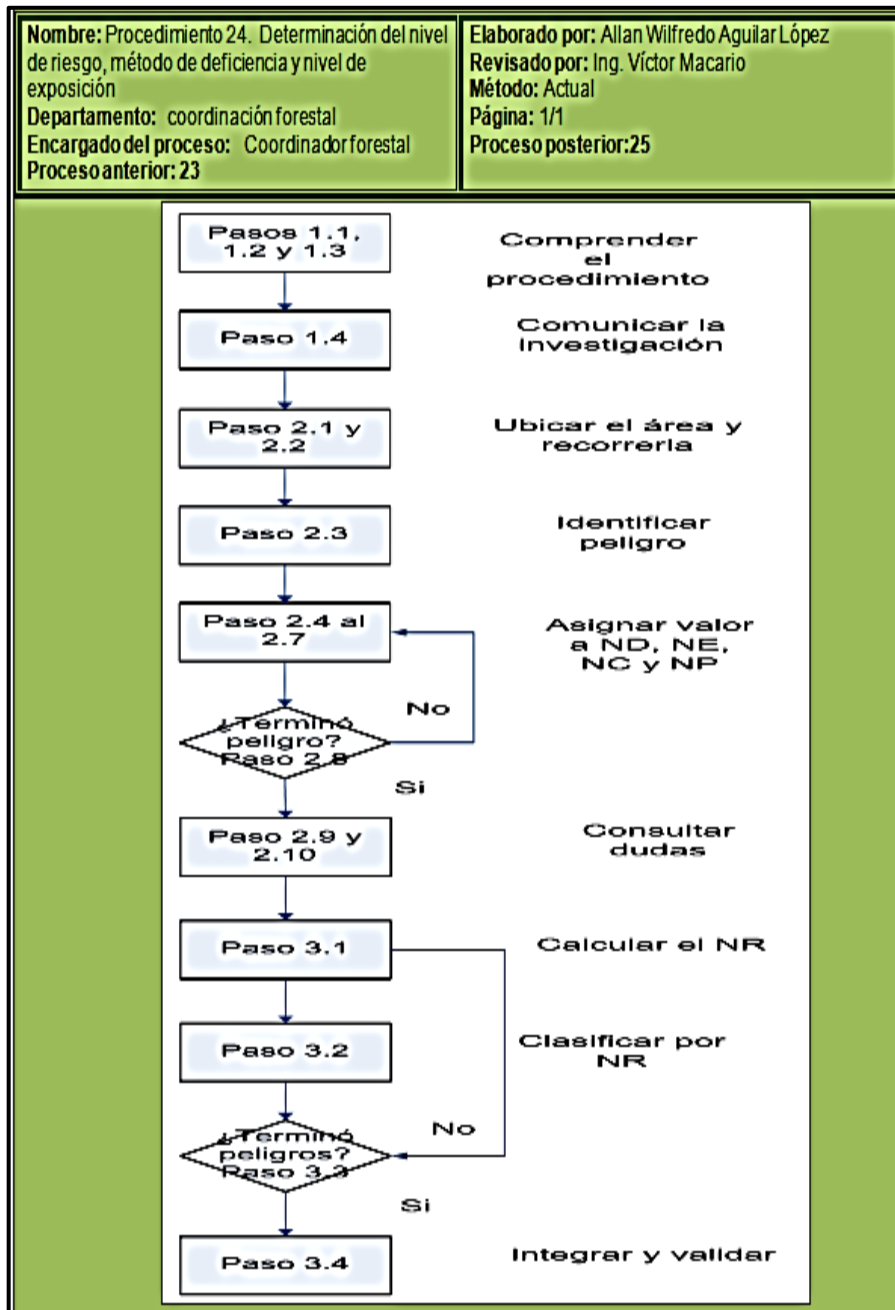 Nombre: Procedimiento 24. Determinación del nivel
de riesgo, método de deficiencia y nivel de
exposición
Departamento: coordinación forestal
Encargado del proceso: Coordinador forestal
Proceso anterior: 23
Elaborado por: Allan Wilfredo Aguilar López
Revisado por: Ing. Víctor Macario
Método: Actual
Página: 1/1
Proceso posterior:25
Pasos 1.1,
1.2 y 1.3
Comprender
el
procedimiento
Paso 1.4
Comunicar la
investigación
Paso 2.1 y
2.2
Ubicar el área y
recorrerla
Paso 2.3
Identificar
peligro
Paso 2.4 al
2.7
Asignar valor
a ND, NE,
NC y NP
No
¿Terminó
peligro?
Paso 2.8
Si
Paso 2.9 y
2.10
Consultar
dudas
Paso 3.1
Calcular el NR
Paso 3.2
Clasificar por
NR
No
¿Terminó
peligros?
Paso 3.3
Si
Paso 3.4
Integrar y validar